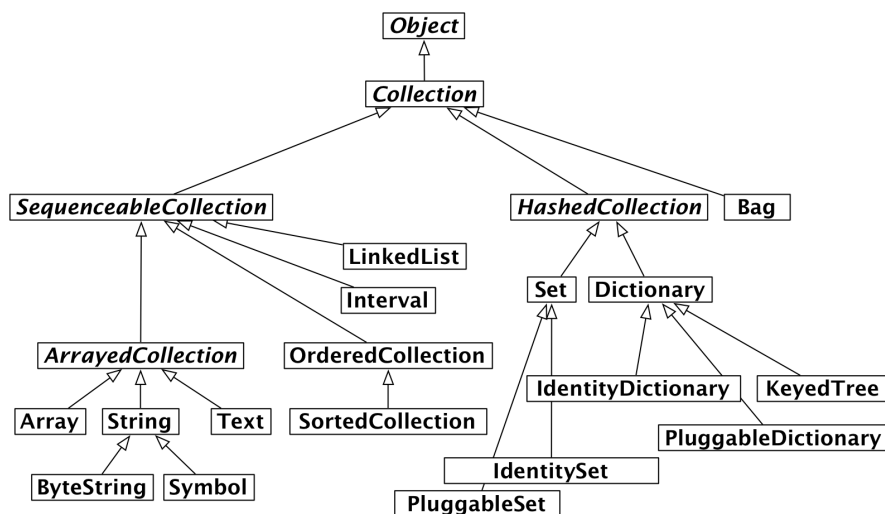 Object
Collection
SequenceableCollection
HashedCollection
Bag
LinkedList
Interval
Set
Dictionary
ArrayedCollection
OrderedCollection
IdentityDictionary
KeyedTree
Array
String
Text
SortedCollection
PluggableDictionary
ByteString
Symbol
IdentitySet
PluggableSet